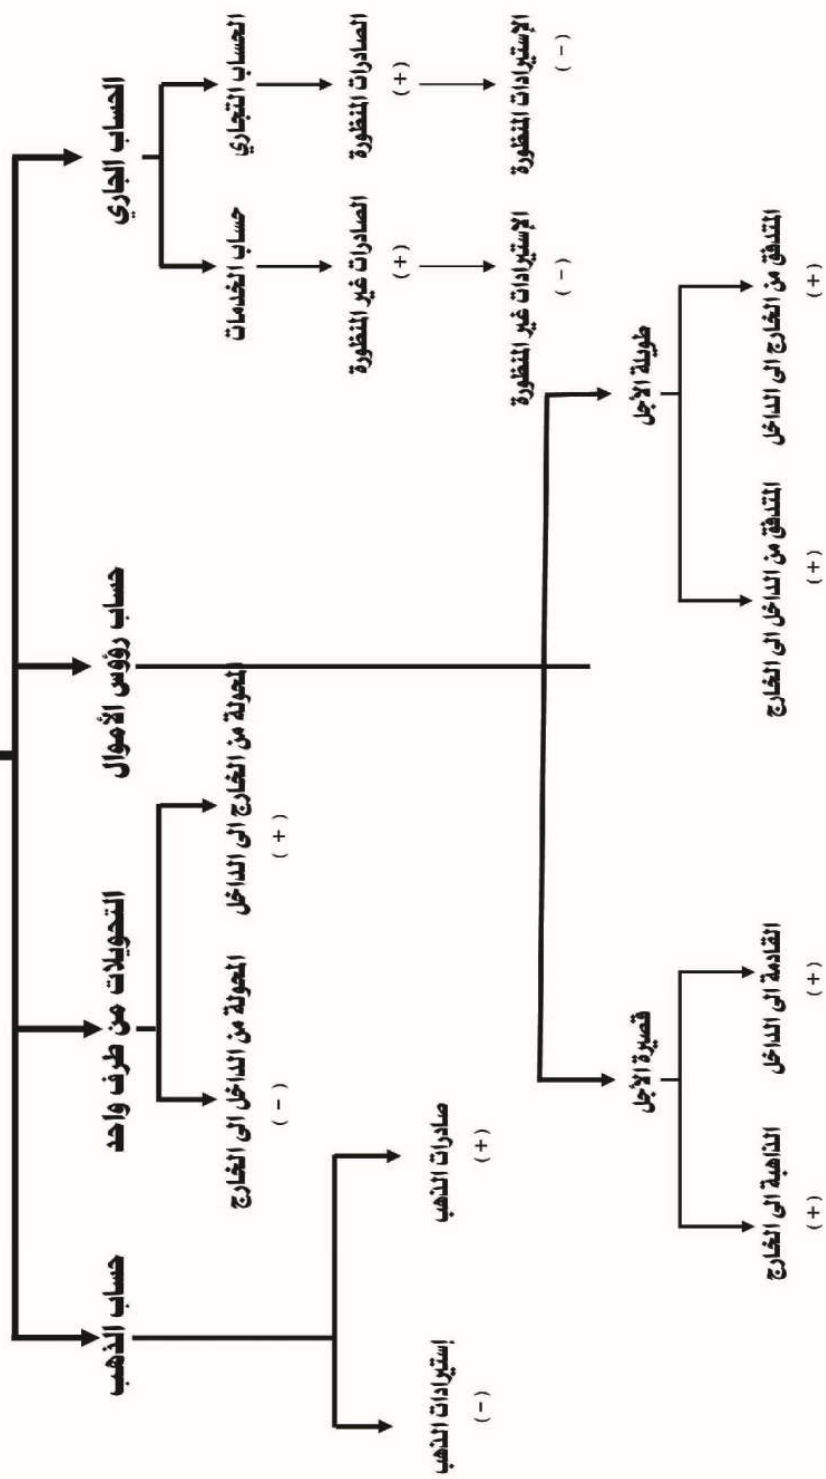 الحساب الجاري
الحساب التجاري
الصادرات المنظورة
(+)
الإستيرادات المنظورة
(-)
حساب الخدمات
الصادرات غير المنظورة
(+)
الإستيرادات غير المنظورة
(-)
حساب رؤوس الأموال
طويلة الأجل
المتدفق من الخارج الى الداخل
(+)
المتدفق من الداخل الى الخارج
(+)
قصيرة الأجل
القادمة الى الداخل
(+)
الذاهبة الى الخارج
(+)
التحويلات من طرف واحد
المحولة من الخارج الى الداخل
(+)
المحولة من الداخل الى الخارج
(-)
حساب الذهب
صادرات الذهب
(+)
إستيرادات الذهب
(-)